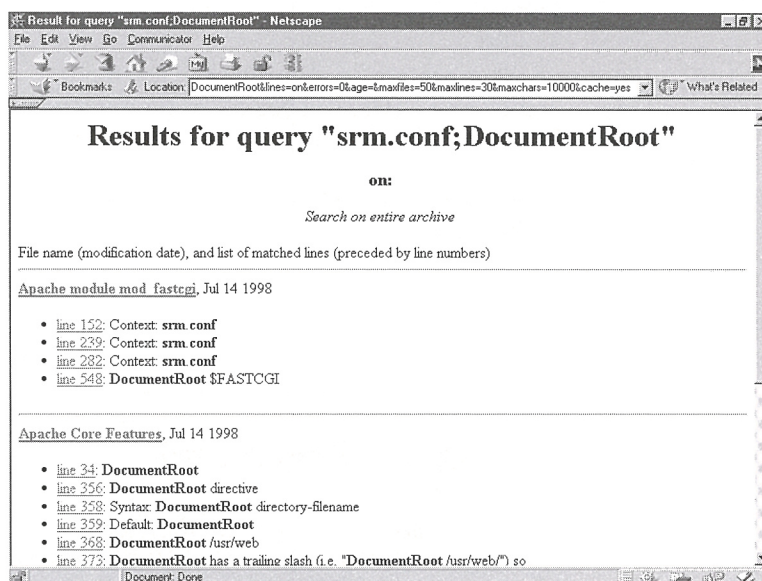 Result for query "srm.conf;DocumentRoot" - Netscape
File Edit View Go Communicator Help
Bookmarks Location: DocumentRoot&lines=on&errors=0&age=&maxfiles=50&maxlines=30&maxchars=10000&cache=yes What's Related
Results for query "srm.conf;DocumentRoot"
on:
Search on entire archive
File name (modification date), and list of matched lines (preceded by line numbers)
Apache module mod_fastcgi, Jul 14 1998
• line 152: Context: srm.conf
• line 239: Context: srm.conf
• line 282: Context: srm.conf
• line 548: DocumentRoot $FASTCGI
Apache Core Features, Jul 14 1998
• line 34: DocumentRoot
• line 356: DocumentRoot directive
• line 358: Syntax: DocumentRoot directory-filename
• line 359: Default: DocumentRoot
• line 368: DocumentRoot /usr/web
• line 373: DocumentRoot has a trailing slash (i.e. "DocumentRoot /usr/web/") so
Document: Done